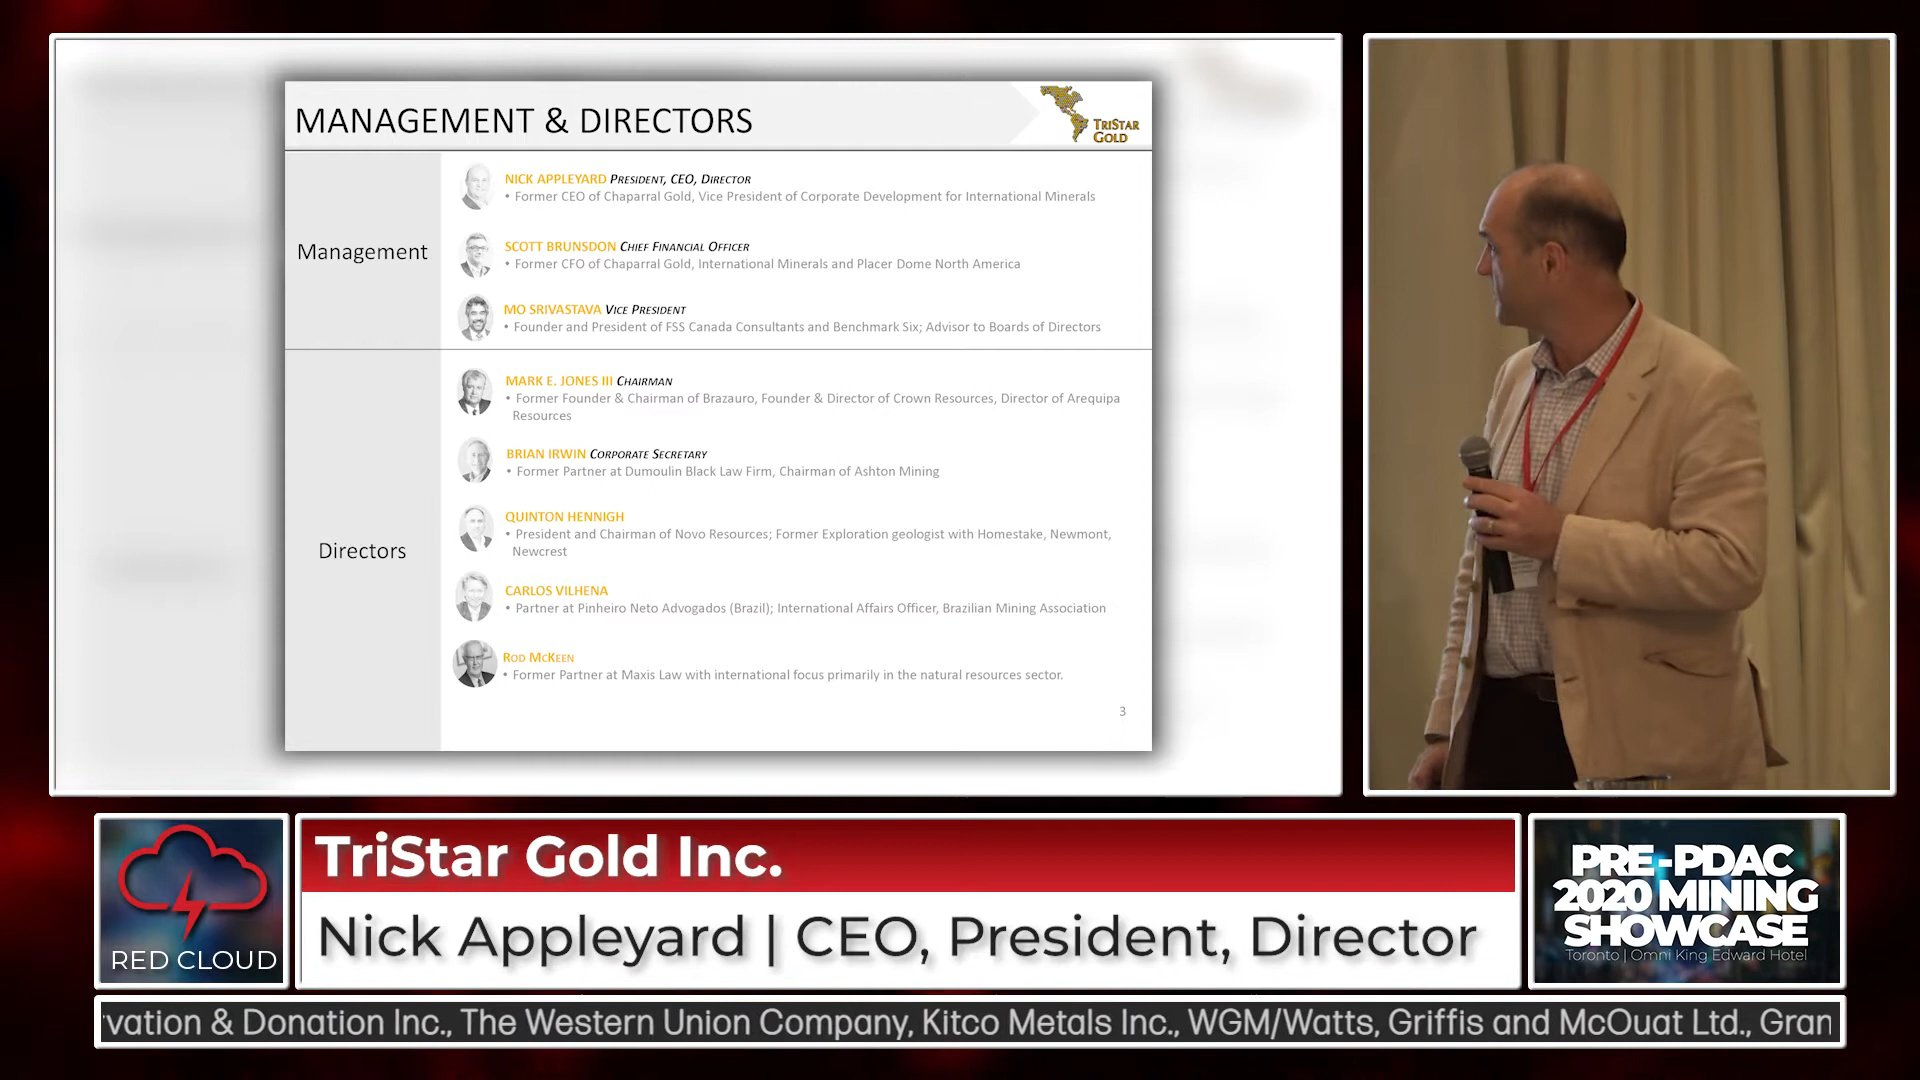 MANAGEMENT & DIRECTORS
TRISTAR
GOLD
Management
NICK APPLEYARD PRESIDENT, CEO, DIRECTOR
• Former CEO of Chaparral Gold, Vice President of Corporate Development for International Minerals
SCOTT BRUNSDON CHIEF FINANCIAL OFFICER
• Former CFO of Chaparral Gold, International Minerals and Placer Dome North America
MO SRIVASTAVA VICE PRESIDENT
• Founder and President of FSS Canada Consultants and Benchmark Six; Advisor to Boards of Directors
Directors
MARK E. JONES III CHAIRMAN
• Former Founder & Chairman of Brazauro, Founder & Director of Crown Resources, Director of Arequipa
Resources
BRIAN IRWIN CORPORATE SECRETARY
• Former Partner at Dumoulin Black Law Firm, Chairman of Ashton Mining
QUINTON HENNIGH
• President and Chairman of Novo Resources; Former Exploration geologist with Homestake, Newmont,
Newcrest
CARLOS VILHENA
• Partner at Pinheiro Neto Advogados (Brazil); International Affairs Officer, Brazilian Mining Association
ROD MCKEEN
• Former Partner at Maxis Law with international focus primarily in the natural resources sector.
3
RED CLOUD
TriStar Gold Inc.
Nick Appleyard | CEO, President, Director
PRE-PDAC
2020 MINING
SHOWCASE
Toronto | Omni King Edward Hotel
vation & Donation Inc., The Western Union Company, Kitco Metals Inc., WGM/Watts, Griffis and McOuat Ltd., Gran